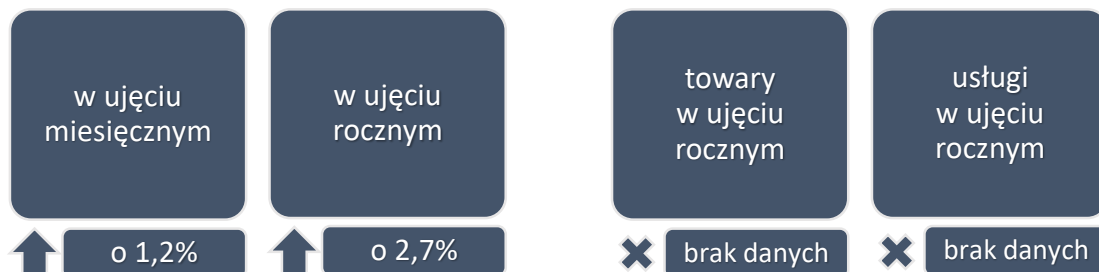 w ujęciu
miesięcznym
w ujęciu
rocznym
towary
w ujęciu
rocznym
usługi
w ujęciu
rocznym
o 1,2%
o 2,7%
brak danych
brak danych